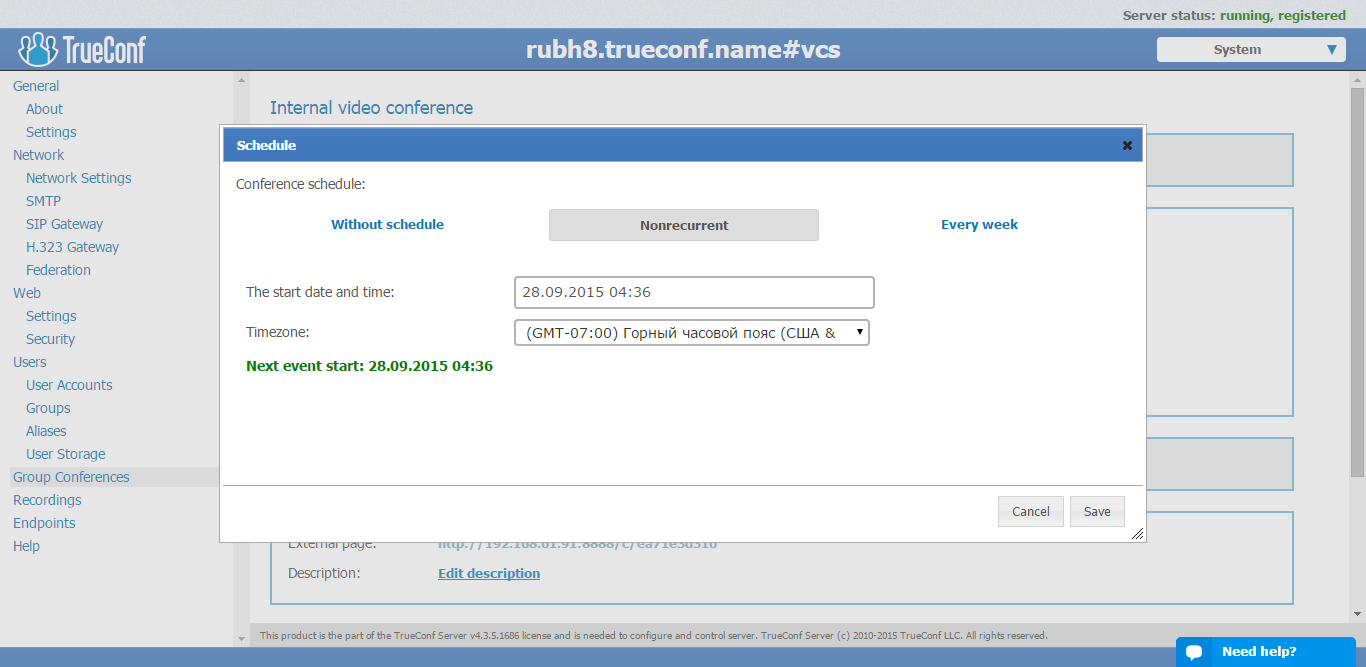 Server status: running, registered
TrueConf
rubh8.trueconf.name#vcs
System
General
About
Settings
Network
Network Settings
SMTP
SIP Gateway
H.323 Gateway
Federation
Web
Settings
Security
Users
User Accounts
Groups
Aliases
User Storage
Group Conferences
Recordings
Endpoints
Help
Internal video conference
Schedule
Conference schedule:
Without schedule
Nonrecurrent
Every week
The start date and time:
28.09.2015 04:36
Timezone:
(GMT-07:00) Горный часовой пояс (США &
Next event start: 28.09.2015 04:36
Cancel
Save
External page:
Description:
Edit description
This product is the part of the TrueConf Server v4.3.5.1686 license and is needed to configure and control server. TrueConf Server (c) 2010-2015 TrueConf LLC. All rights reserved.
Need help?